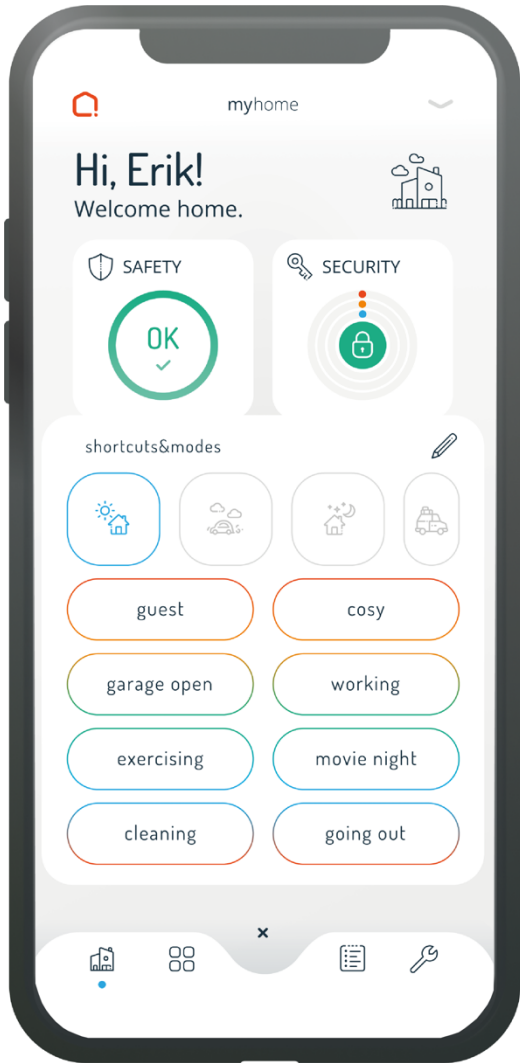 myhome
Hi, Erik!
Welcome home.
SAFETY
SECURITY
OK
shortcuts&modes
guest
cosy
garage open
working
exercising
movie night
cleaning
going out